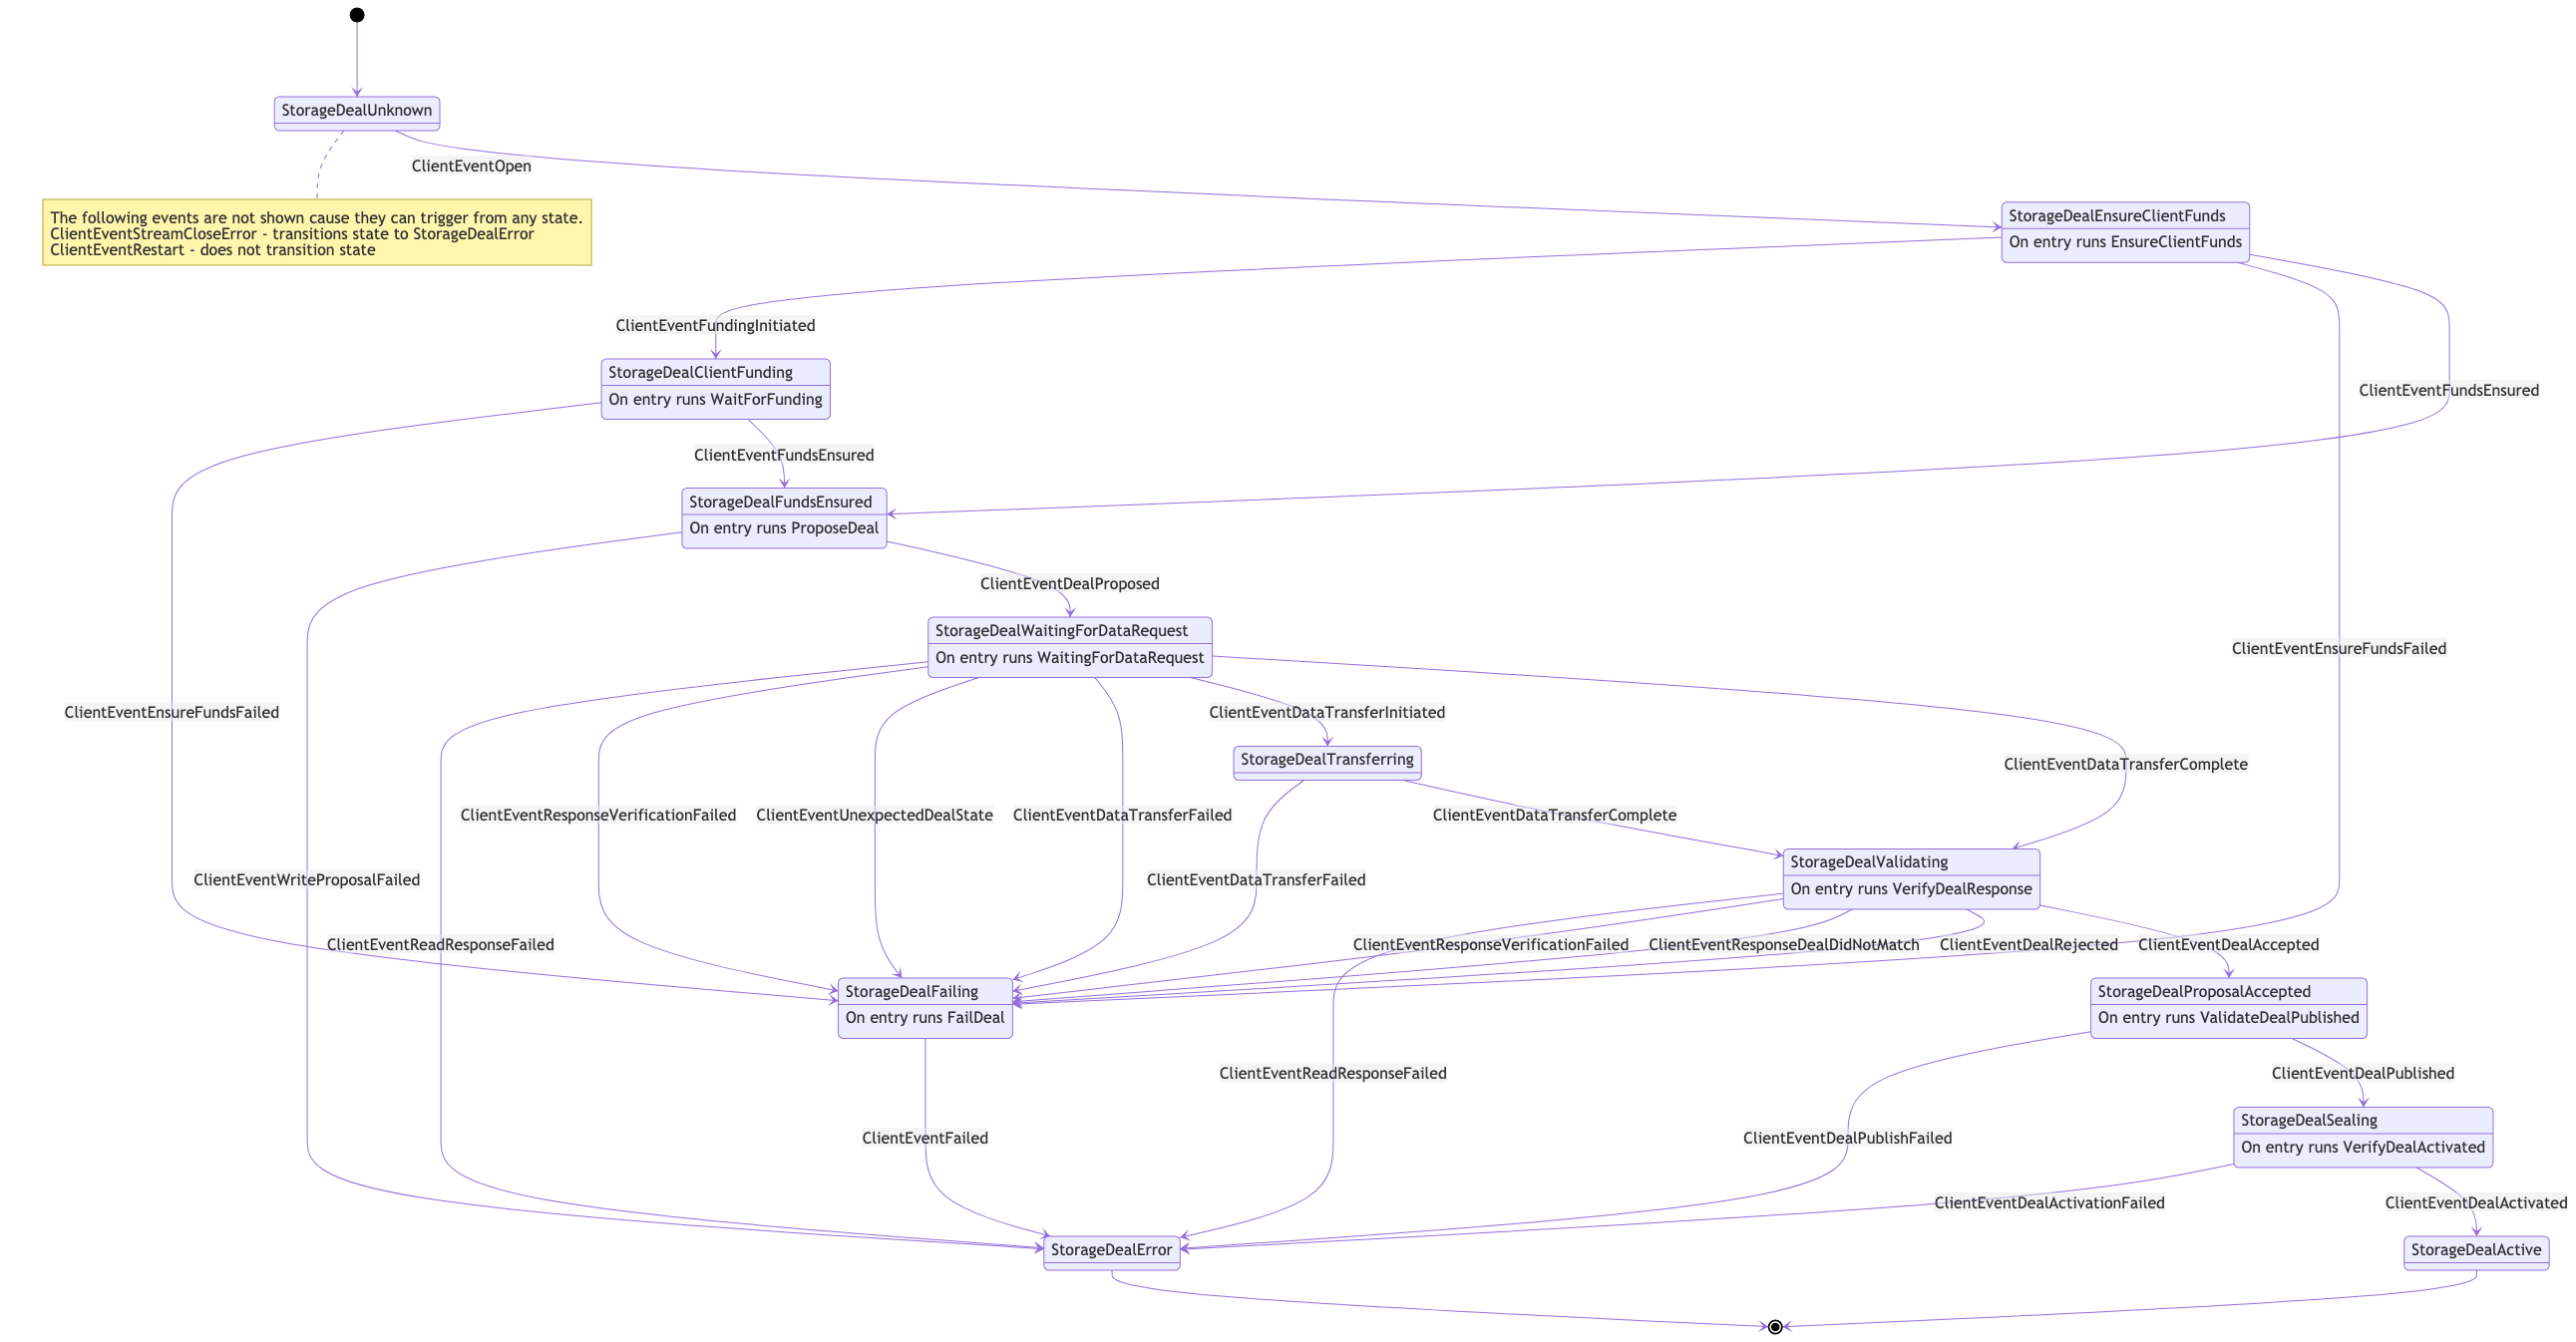 StorageDealUnknown
ClientEventOpen
The following events are not shown cause they can trigger from any state.
ClientEventStreamCloseError - transitions state to StorageDealError
ClientEventRestart - does not transition state
StorageDealEnsureClientFunds
On entry runs EnsureClientFunds
ClientEventFundingInitiated
StorageDealClientFunding
On entry runs WaitForFunding
ClientEventFundsEnsured
ClientEventFundsEnsured
StorageDealFundsEnsured
On entry runs ProposeDeal
ClientEventDealProposed
StorageDealWaitingForDataRequest
On entry runs WaitingForDataRequest
ClientEventEnsureFundsFailed
ClientEventEnsureFundsFailed
ClientEventDataTransferInitiated
StorageDealTransferring
ClientEventDataTransferComplete
ClientEventResponseVerificationFailed
ClientEventUnexpectedDealState
ClientEventDataTransferFailed
ClientEventDataTransferComplete
StorageDealValidating
On entry runs VerifyDealResponse
ClientEventWriteProposalFailed
ClientEventDataTransferFailed
ClientEventReadResponseFailed
ClientEventResponseVerificationFailed
ClientEventResponseDealDidNotMatch
ClientEventDealRejected
ClientEventDealAccepted
StorageDealFailing
On entry runs FailDeal
StorageDealProposalAccepted
On entry runs ValidateDealPublished
ClientEventReadResponseFailed
ClientEventDealPublished
StorageDealSealing
On entry runs VerifyDealActivated
ClientEventFailed
ClientEventDealPublishFailed
ClientEventDealActivationFailed
ClientEventDealActivated
StorageDealError
StorageDealActive